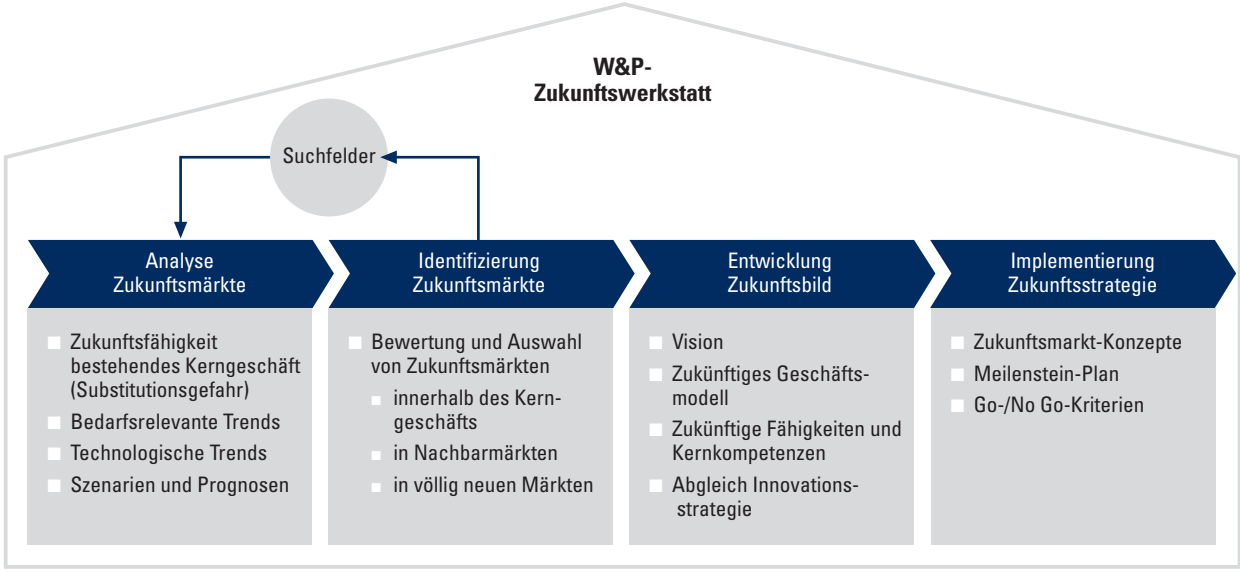 W&P-
Zukunftswerkstatt
Suchfelder
Analyse
Zukunftsmärkte
Zukunftsfähigkeit
bestehendes Kerngeschäft
(Substitutionsgefahr)
Bedarfsrelevante Trends
Technologische Trends
Szenarien und Prognosen
Identifizierung
Zukunftsmärkte
Bewertung und Auswahl
von Zukunftsmärkten
innerhalb des Kern-
geschäfts
in Nachbarmärkten
in völlig neuen Märkten
Entwicklung
Zukunftsbild
Vision
Zukünftiges Geschäfts-
modell
Zukünftige Fähigkeiten und
Kernkompetenzen
Abgleich Innovations-
strategie
Implementierung
Zukunftsstrategie
Zukunftsmarkt-Konzepte
Meilenstein-Plan
Go-/No Go-Kriterien